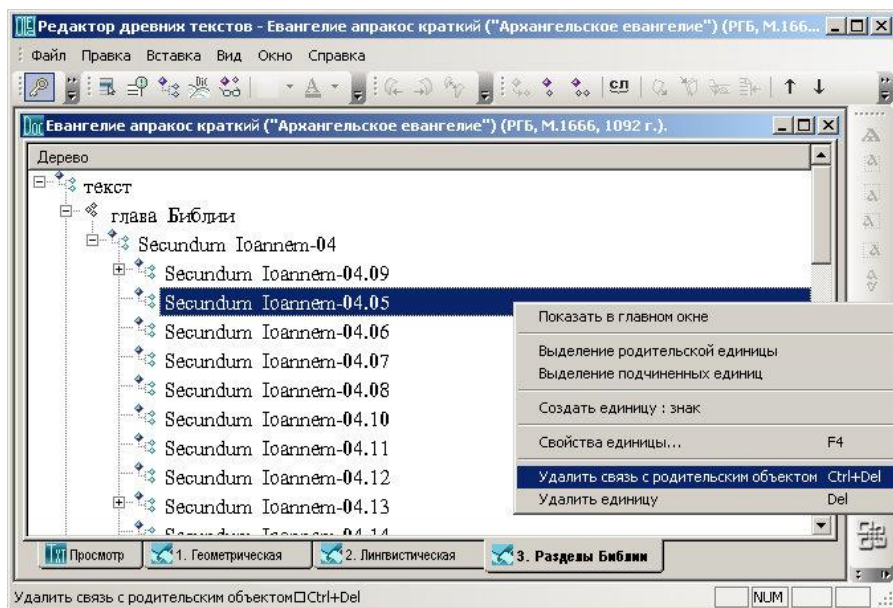 Редактор древних текстов - Евангелие апракос краткий ("Архангельское евангелие") (РГБ, М.166...
Файл Правка Вставка Вид Окно Справка
Евангелие апракос краткий ("Архангельское евангелие") (РГБ, М.1666, 1092 г.).
Дерево
текст
глава Библии
Secundum Ioannem-04
Secundum Ioannem-04.09
Secundum Ioannem-04.05
Secundum Ioannem-04.06
Secundum Ioannem-04.07
Secundum Ioannem-04.08
Secundum Ioannem-04.10
Secundum Ioannem-04.11
Secundum Ioannem-04.12
Secundum Ioannem-04.13
Secundum Ioannem-04.14
Показать в главном окне
Выделение родительской единицы
Выделение подчиненных единиц
Создать единицу : знак
Свойства единицы... F4
Удалить связь с родительским объектом Ctrl+Del
Удалить единицу Del
Просмотр 1. Геометрическая 2. Лингвистическая 3. Разделы Библии
Удалить связь с родительским объектом□Ctrl+Del NUM